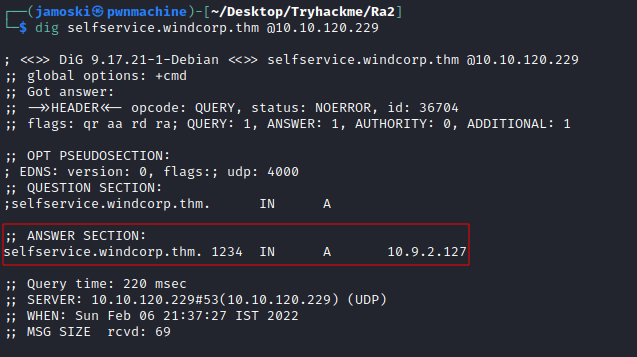 ┌──(jamoski㉿pwnmachine)-[~/Desktop/Tryhackme/Ra2]
└─$ dig selfservice.windcorp.thm @10.10.120.229

; <<>> DiG 9.17.21-1-Debian <<>> selfservice.windcorp.thm @10.10.120.229
;; global options: +cmd
;; Got answer:
;; ->>HEADER<<- opcode: QUERY, status: NOERROR, id: 36704
;; flags: qr aa rd ra; QUERY: 1, ANSWER: 1, AUTHORITY: 0, ADDITIONAL: 1

;; OPT PSEUDOSECTION:
; EDNS: version: 0, flags:; udp: 4000
;; QUESTION SECTION:
;selfservice.windcorp.thm. IN A

;; ANSWER SECTION:
selfservice.windcorp.thm. 1234 IN A 10.9.2.127

;; Query time: 220 msec
;; SERVER: 10.10.120.229#53(10.10.120.229) (UDP)
;; WHEN: Sun Feb 06 21:37:27 IST 2022
;; MSG SIZE rcvd: 69